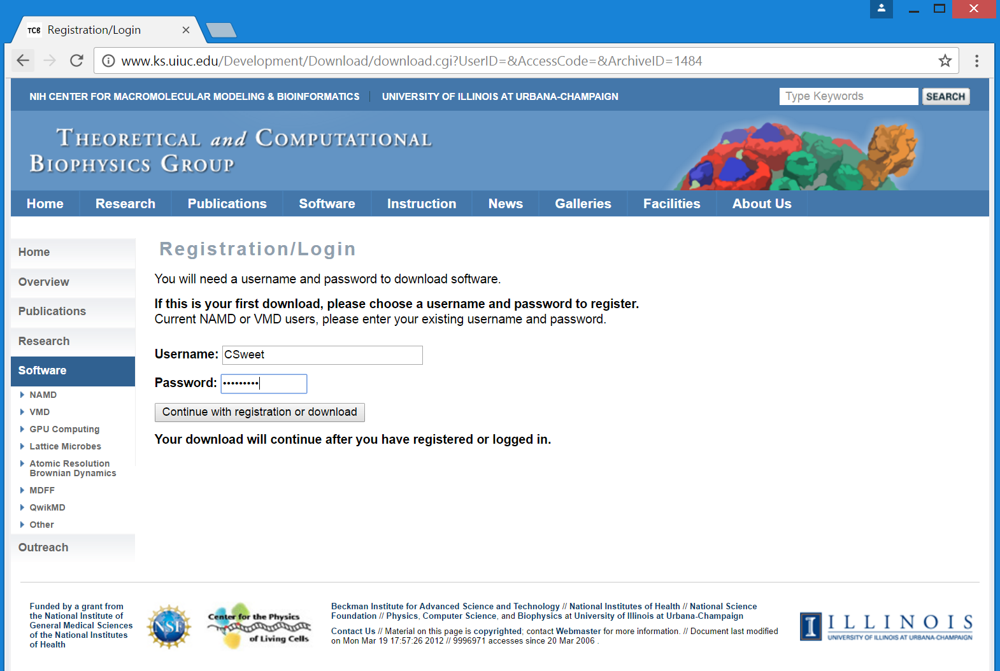 TCB Registration/Login
www.ks.uiuc.edu/Development/Download/download.cgi?UserID=&AccessCode=&ArchiveID=1484
NIH CENTER FOR MACROMOLECULAR MODELING & BIOINFORMATICS UNIVERSITY OF ILLINOIS AT URBANA-CHAMPAIGN Type Keywords SEARCH
THEORETICAL and COMPUTATIONAL
BIOPHYSICS GROUP
Home Research Publications Software Instruction News Galleries Facilities About Us
Home
Overview
Publications
Research
Software
NAMD
VMD
GPU Computing
Lattice Microbes
Atomic Resolution
Brownian Dynamics
MDFF
QwikMD
Other
Outreach
Registration/Login
You will need a username and password to download software.
If this is your first download, please choose a username and password to register.
Current NAMD or VMD users, please enter your existing username and password.
Username: CSweet
Password: •••••••••
Continue with registration or download
Your download will continue after you have registered or logged in.
Funded by a grant from
the National Institute of
General Medical Sciences
of the National Institutes
of Health
NSF
Center for the Physics
of Living Cells
Beckman Institute for Advanced Science and Technology // National Institutes of Health // National Science
Foundation // Physics, Computer Science, and Biophysics at University of Illinois at Urbana-Champaign
Contact Us // Material on this page is copyrighted; contact Webmaster for more information. // Document last modified
on Mon Mar 19 17:57:26 2012 // 9996971 accesses since 20 Mar 2006 .
I ILLINOIS
UNIVERSITY OF ILLINOIS AT URBANA-CHAMPAIGN